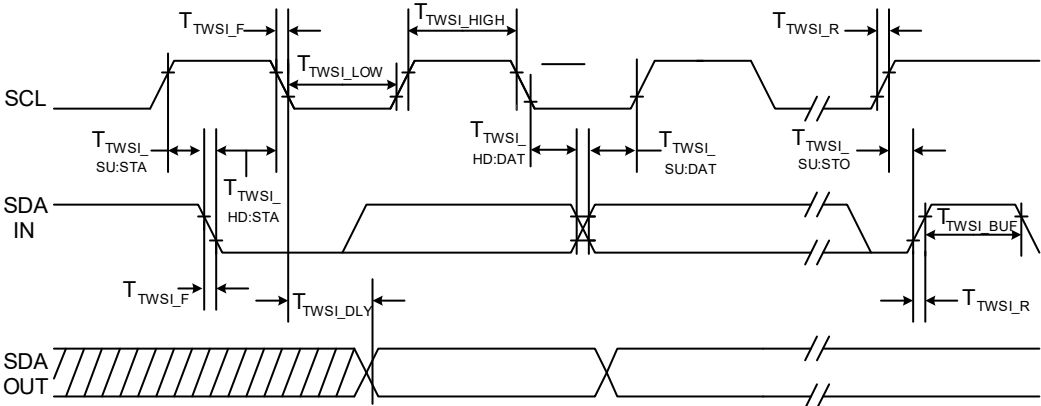 TTWSI_F
TTWSI_HIGH
TTWSI_R
TTWSI_LOW
SCL
TTWSI_
SU:STA
TTWSI_
HD:STA
TTWSI_
HD:DAT
TTWSI_
SU:DAT
TTWSI_
SU:STO
SDA
IN
TTWSI_BUF
TTWSI_F
TTWSI_DLY
TTWSI_R
SDA
OUT